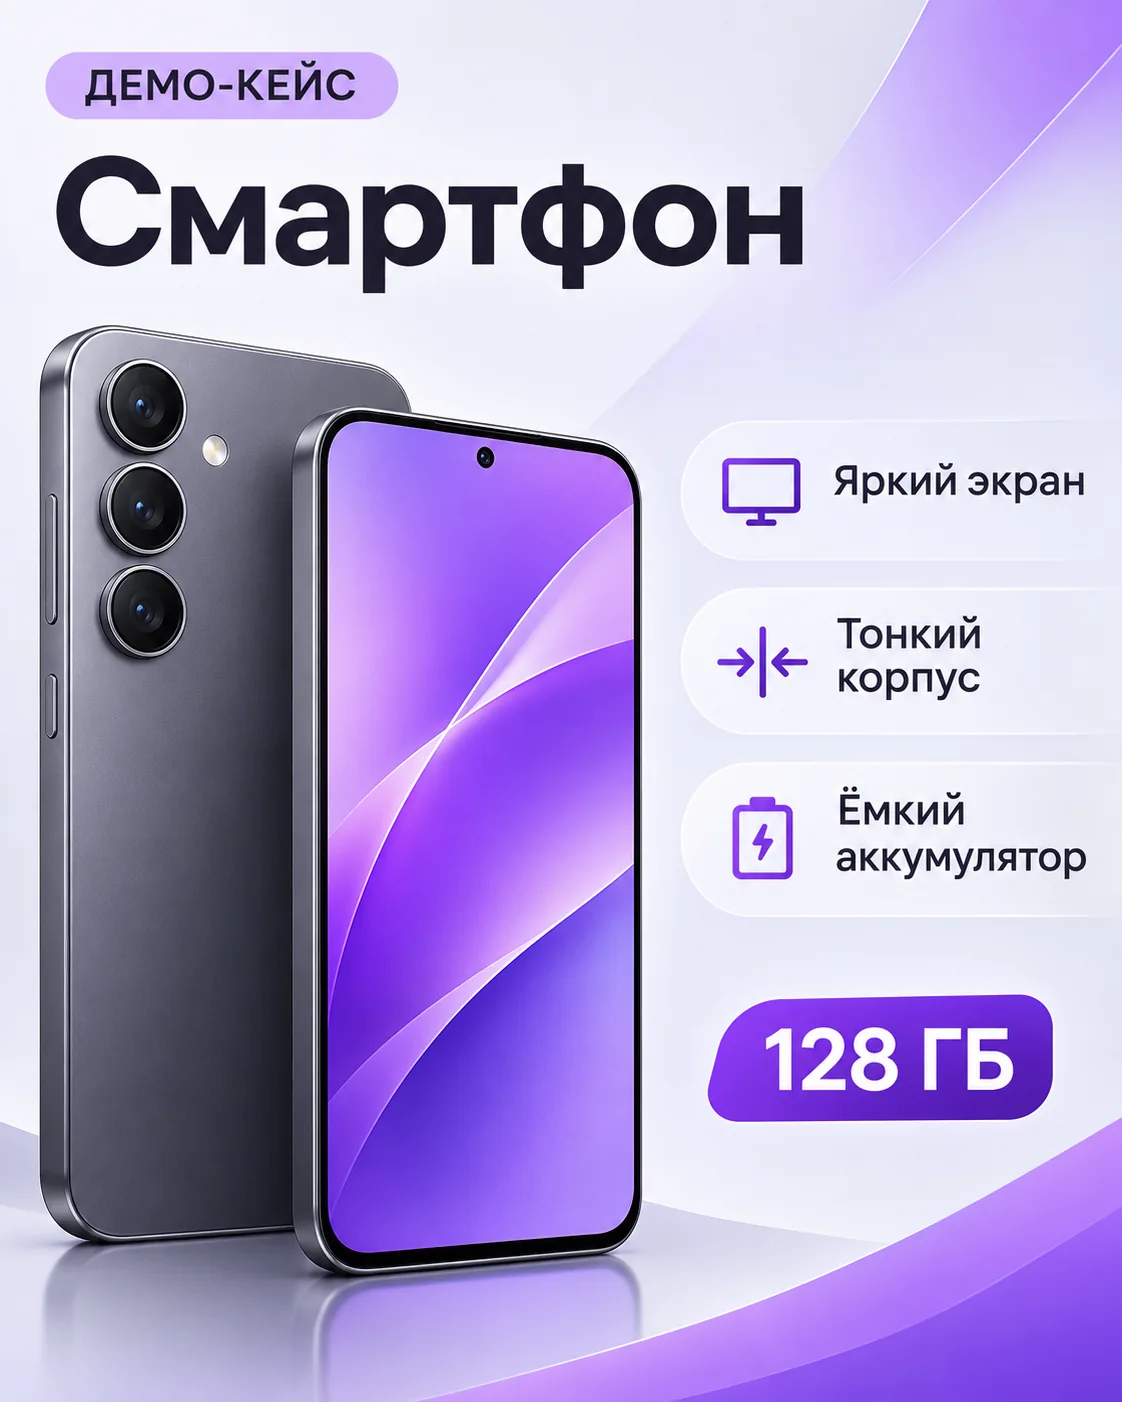 ДЕМО-КЕЙС
Смартфон
Яркий экран
Тонкий
корпус
Ёмкий
аккумулятор
128 ГБ